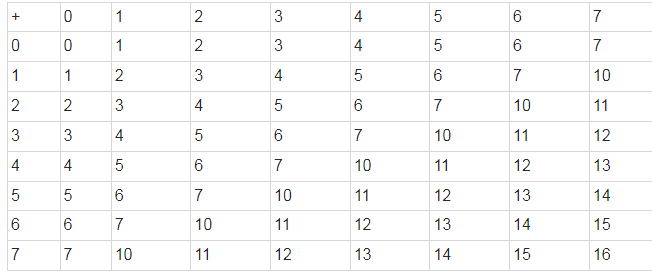 + 0 1 2 3 4 5 6 7
0 0 1 2 3 4 5 6 7
1 1 2 3 4 5 6 7 10
2 2 3 4 5 6 7 10 11
3 3 4 5 6 7 10 11 12
4 4 5 6 7 10 11 12 13
5 5 6 7 10 11 12 13 14
6 6 7 10 11 12 13 14 15
7 7 10 11 12 13 14 15 16